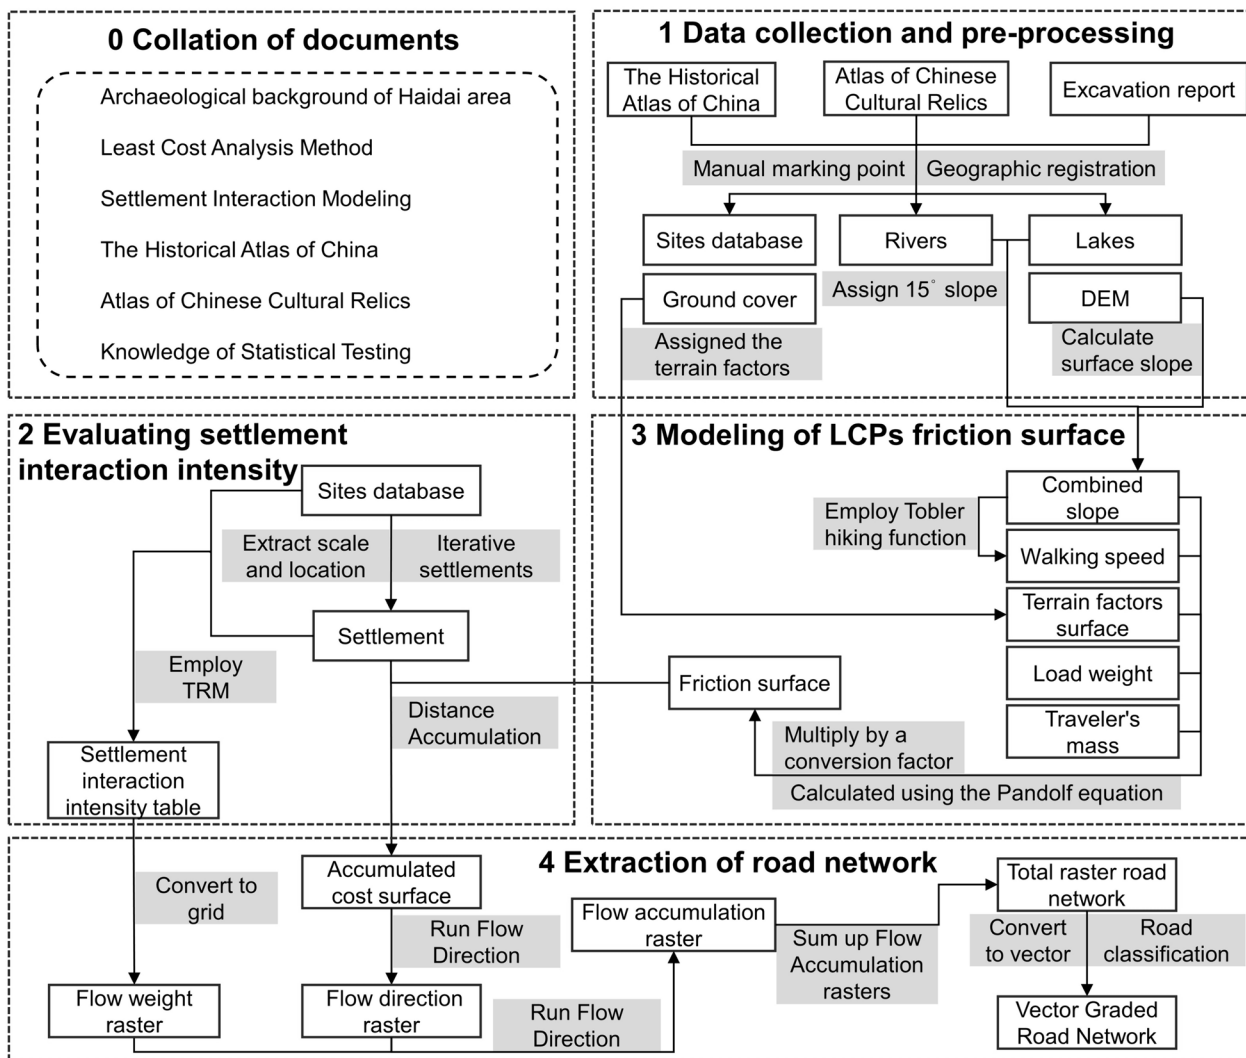 0 Collation of documents
Archaeological background of Haidai area
Least Cost Analysis Method
Settlement Interaction Modeling
The Historical Atlas of China
Atlas of Chinese Cultural Relics
Knowledge of Statistical Testing
1 Data collection and pre-processing
The Historical
Atlas of China
Atlas of Chinese
Cultural Relics
Excavation report
Manual marking point
Geographic registration
Sites database
Rivers
Lakes
Ground cover
Assign 15° slope
DEM
Assigned the
terrain factors
Calculate
surface slope
2 Evaluating settlement
interaction intensity
Sites database
Extract scale
and location
Iterative
settlements
Settlement
Employ
TRM
Distance
Accumulation
Settlement
interaction
intensity table
3 Modeling of LCPs friction surface
Combined
slope
Employ Tobler
hiking function
Walking speed
Terrain factors
surface
Load weight
Friction surface
Traveler's
mass
Multiply by a
conversion factor
Calculated using the Pandolf equation
4 Extraction of road network
Convert to
grid
Accumulated
cost surface
Run Flow
Direction
Flow weight
raster
Flow direction
raster
Run Flow
Direction
Flow accumulation
raster
Sum up Flow
Accumulation
rasters
Total raster road
network
Convert
to vector
Road
classification
Vector Graded
Road Network